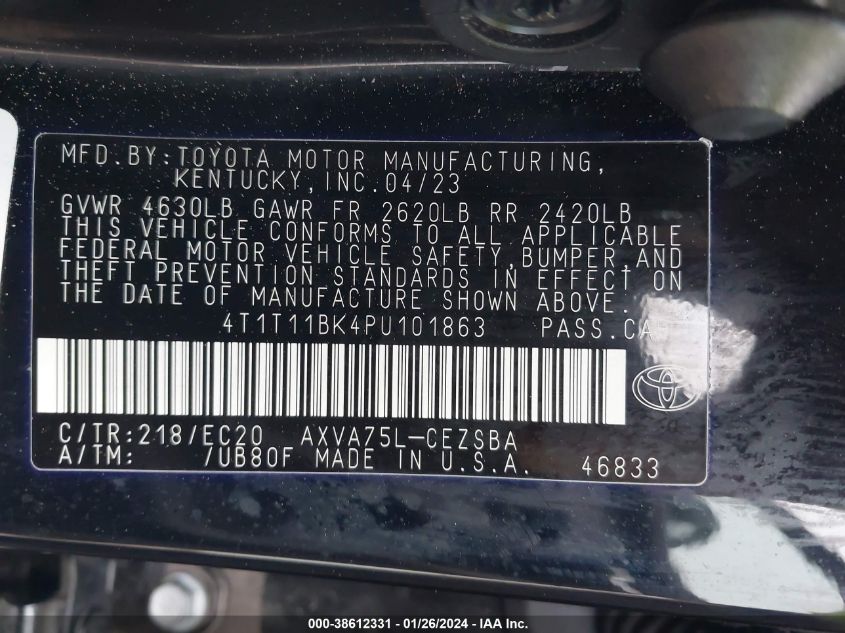 MFD.BY:TOYOTA MOTOR MANUFACTURING,
KENTUCKY,INC.04/23
GVWR 4630LB GAWR FR 2620LB RR 2420LB
THIS VEHICLE CONFORMS TO ALL APPLICABLE
FEDERAL MOTOR VEHICLE SAFETY,BUMPER,AND
THEFT PREVENTION STANDARDS IN EFFECT ON
THE DATE OF MANUFACTURE SHOWN ABOVE.
4T1T11BK4PU101863 PASS.CAR
C/TR:218/EC20 AXVA75L-CEZSBA
A/TM: /UB80F MADE IN U.S.A. 46833
000-38612331 / 01/26/2024 / IAA Inc.